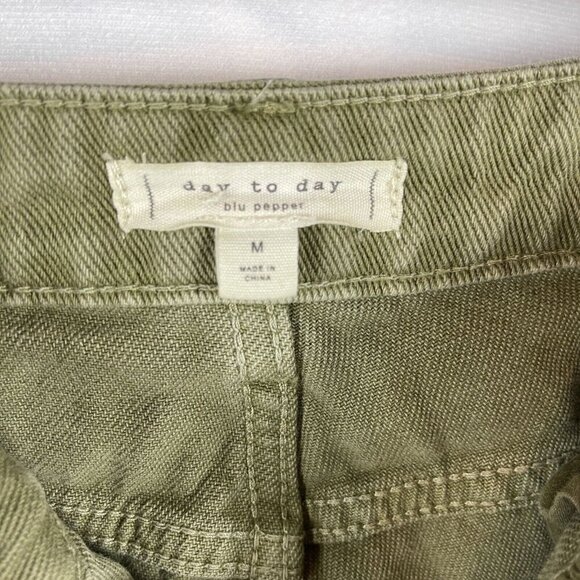 day to day
blu pepper
M
MADE IN
CHINA